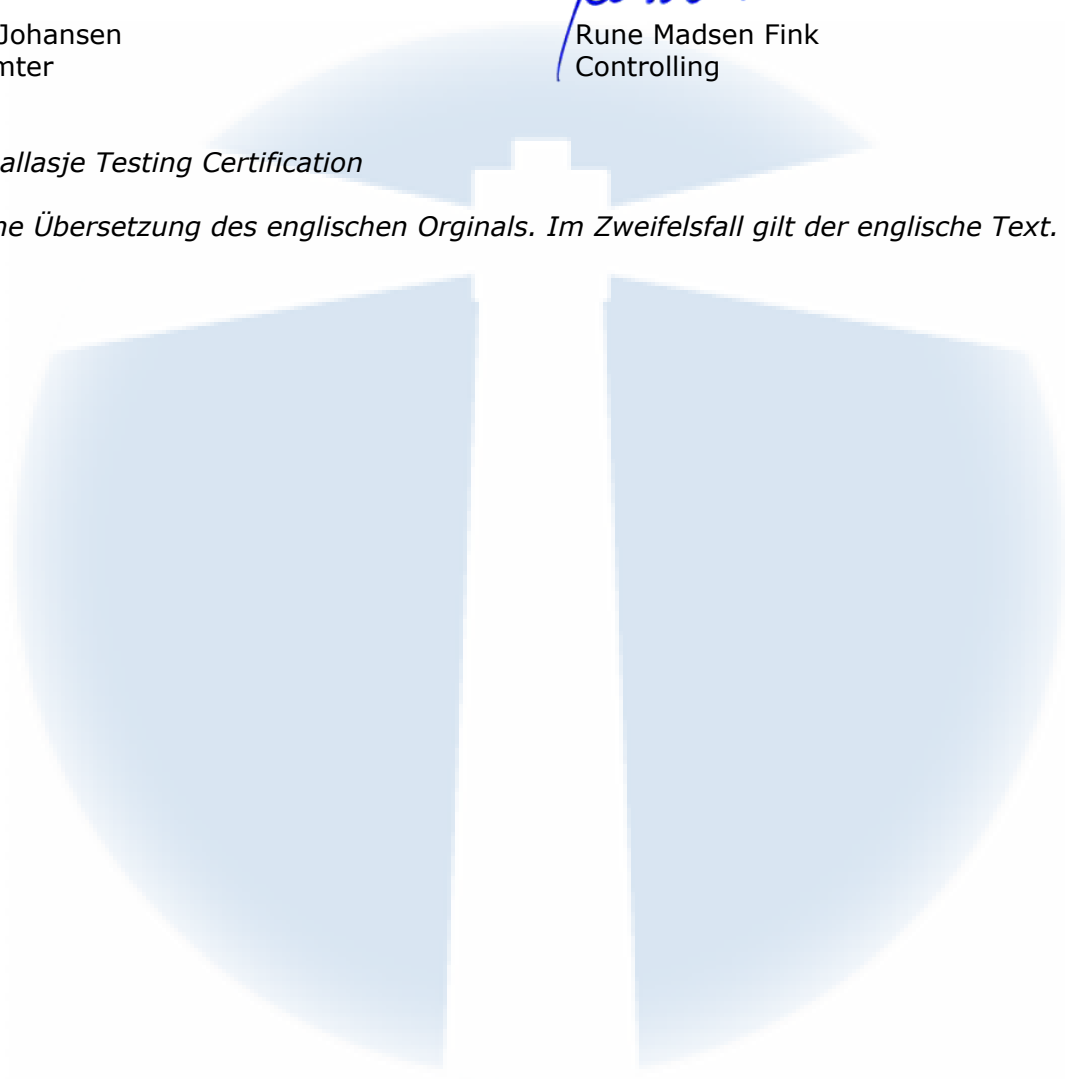 Johansen
Rune Madsen Fink
mter
Controlling
allasje Testing Certification
ne Übersetzung des englischen Orginals. Im Zweifelsfall gilt der englische Text.